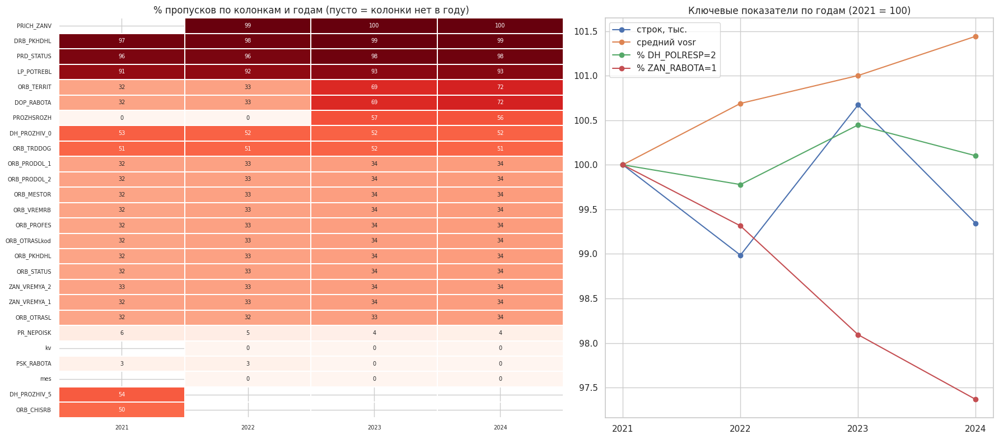 % пропусков по колонкам и годам (пусто = колонки нет в году)
PRICH_ZANV 99 100 100
DRB_PKHDHL 97 98 99 99
PRD_STATUS 96 96 98 98
LP_POTREBL 91 92 93 93
ORB_TERRIT 32 33 69 72
DOP_RABOTA 32 33 69 72
PROZHSROZH 0 0 57 56
DH_PROZHIV_0 53 52 52 52
ORB_TRDDOG 51 51 52 51
ORB_PRODOL_1 32 33 34 34
ORB_PRODOL_2 32 33 34 34
ORB_MESTOR 32 33 34 34
ORB_VREMRB 32 33 34 34
ORB_PROFES 32 33 34 34
ORB_OTRASLkod 32 33 34 34
ORB_PKHDHL 32 33 34 34
ORB_STATUS 32 33 34 34
ZAN_VREMYA_2 33 33 34 34
ZAN_VREMYA_1 32 33 34 34
ORB_OTRASL 32 32 33 34
PR_NEPOISK 6 5 4 4
kv 0 0 0
PSK_RABOTA 3 3 0 0
mes 0 0 0
DH_PROZHIV_5 54
ORB_CHISRB 50
2021 2022 2023 2024
Ключевые показатели по годам (2021 = 100)
строк, тыс.
средний vosr
% DH_POLRESP=2
% ZAN_RABOTA=1
101.5
101.0
100.5
100.0
99.5
99.0
98.5
98.0
97.5
2021 2022 2023 2024